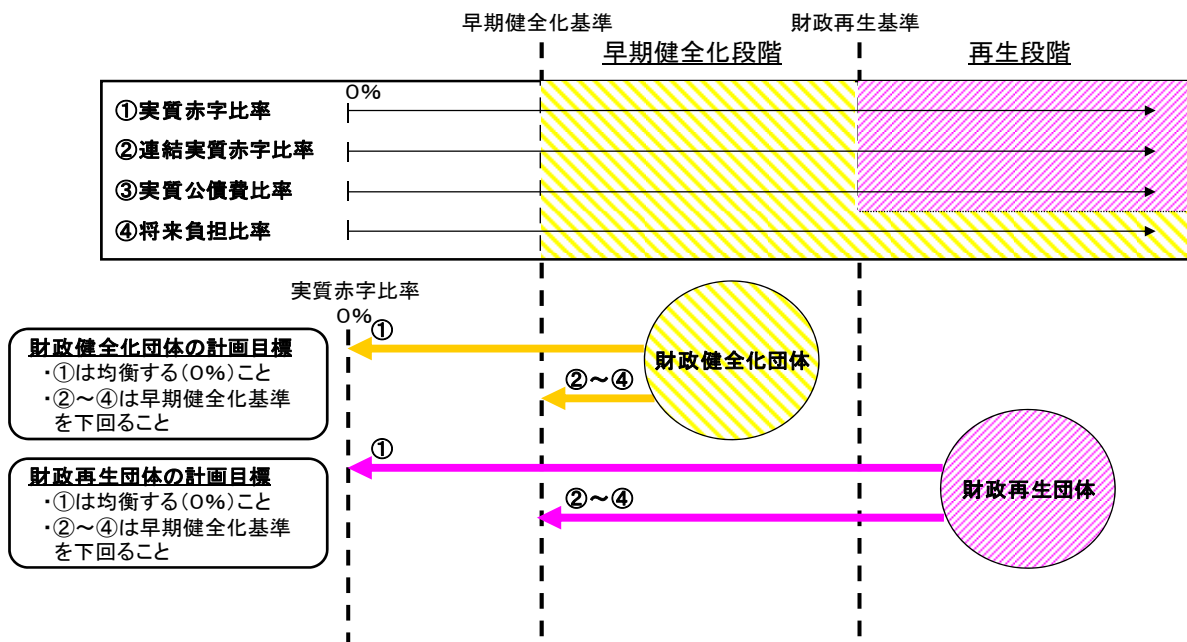 早期健全化基準
財政再生基準
早期健全化段階
再生段階
0%
①実質赤字比率
②連結実質赤字比率
③実質公債費比率
④将来負担比率
実質赤字比率
0%
財政健全化団体の計画目標
・①は均衡する(0%)こと
・②~④は早期健全化基準
を下回ること
①
②~④
財政健全化団体
財政再生団体の計画目標
・①は均衡する(0%)こと
・②~④は早期健全化基準
を下回ること
①
②~④
財政再生団体